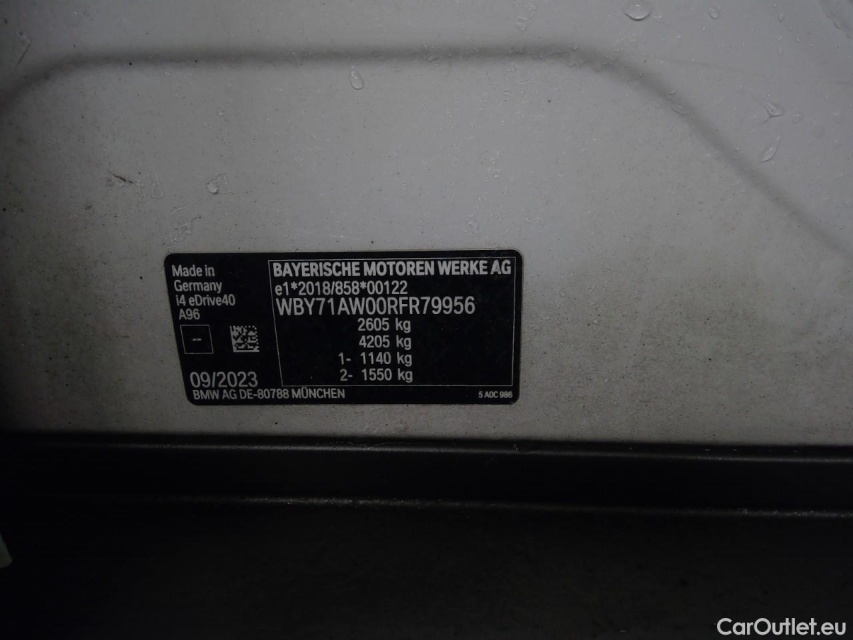 Made in
Germany
i4 eDrive40
A96
--
09/2023
BMW AG DE-80788 MÜNCHEN
BAYERISCHE MOTOREN WERKE AG
e1*2018/858*00122
WBY71AW00RFR79956
2605 kg
4205 kg
1- 1140 kg
2- 1550 kg
5 A0C 986
CarOutlet.eu